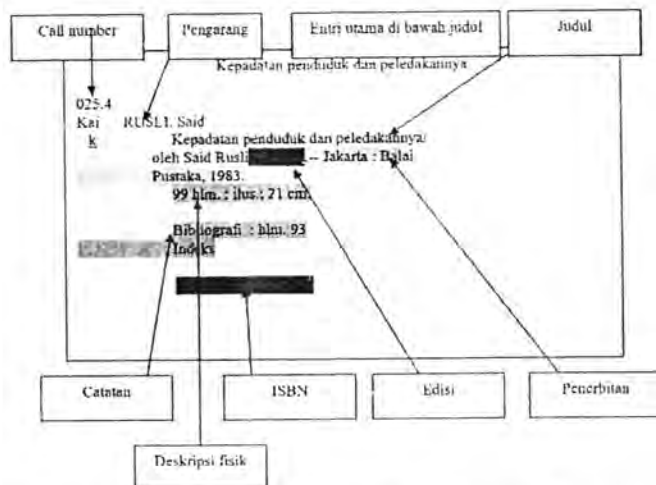 Call number
Pengarang
Entri utama di bawah judul
Judul
Kepadatan penduduk dan peledakannya
025.4
Kai
k
RUSLI, Said
Kepadatan penduduk dan peledakannya/
oleh Said Rusli -- Jakarta : Balai
Pustaka, 1983.
99 hlm. : ilus.; 21 cm.
Bibliografi : hlm. 93
Indeks
Catatan
ISBN
Edisi
Penerbitan
Deskripsi fisik